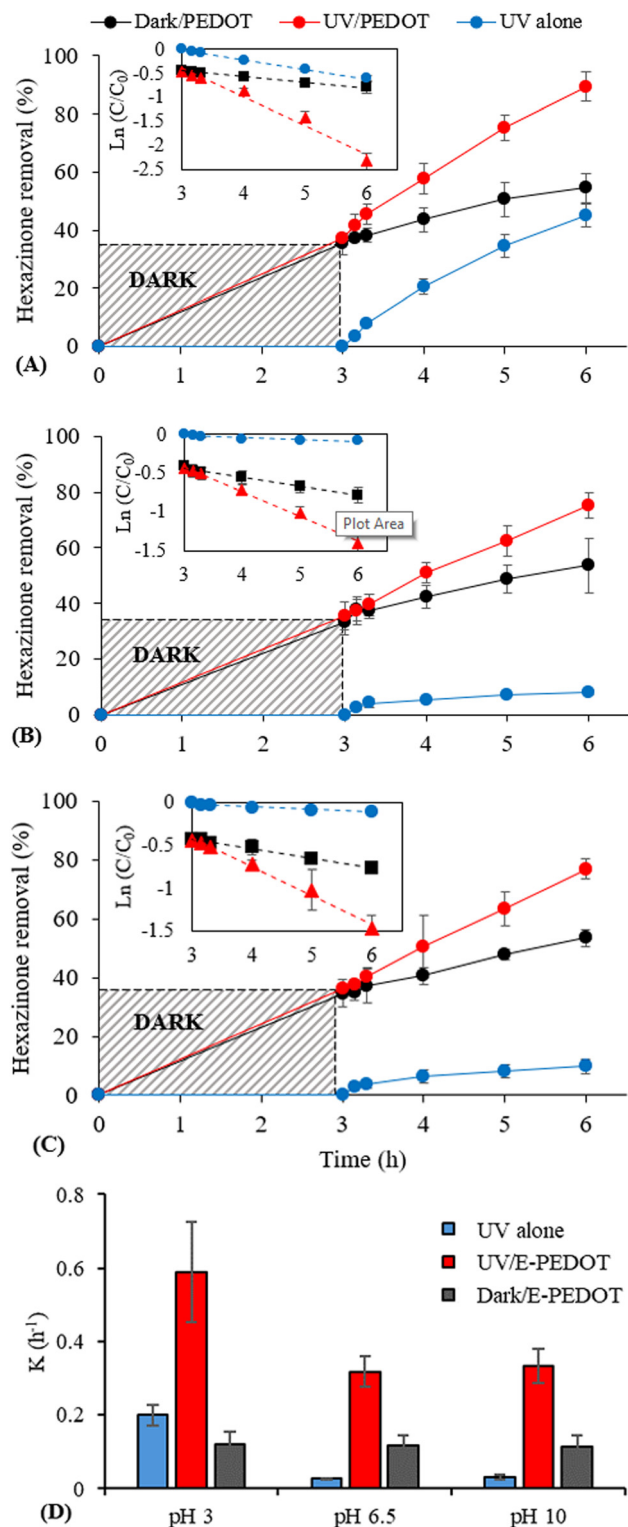 Dark/PEDOT UV/PEDOT UV alone
100
80
60
40
20
0
Hexazinone removal (%)
0
-0.5
-1
-1.5
-2
-2.5
Ln (C/C0)
3 4 5 6
DARK
0 1 2 3 4 5 6
(A)
100
80
60
40
20
0
Hexazinone removal (%)
0
-0.5
-1
-1.5
Ln (C/C0)
Plot Area
3 4 5 6
DARK
0 1 2 3 4 5 6
(B)
100
80
60
40
20
0
Hexazinone removal (%)
0
-0.5
-1
-1.5
Ln (C/C0)
3 4 5 6
DARK
0 1 2 3 4 5 6
(C)
Time (h)
0.8
0.6
0.4
0.2
0
K (h-1)
UV alone
UV/E-PEDOT
Dark/E-PEDOT
pH 3 pH 6.5 pH 10
(D)